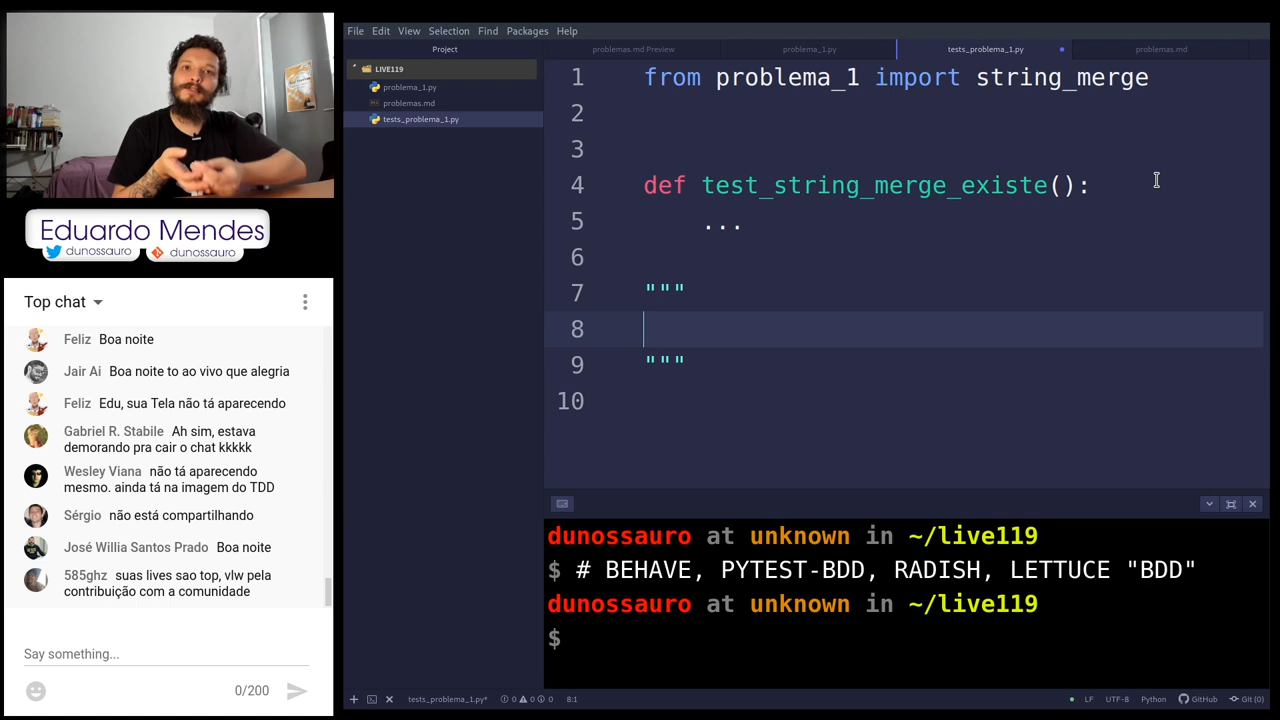 Eduardo Mendes
dunossauro
dunossauro
Top chat
Feliz Boa noite
Jair Ai Boa noite to ao vivo que alegria
Feliz Edu, sua Tela não tá aparecendo
Gabriel R. Stabile Ah sim, estava
demorando pra cair o chat kkkkk
Wesley Viana não tá aparecendo
mesmo. ainda tá na imagem do TDD
Sérgio não está compartilhando
José Willia Santos Prado Boa noite
585ghz suas lives sao top, vlw pela
contribuição com a comunidade
Say something...
0/200
File Edit View Selection Find Packages Help
Project
LIVE119
problema_1.py
problemas.md
tests_problema_1.py
problemas.md Preview
problema_1.py
tests_problema_1.py
problemas.md
1 from problema_1 import string_merge
2
3
4 def test_string_merge_existe():
5 ...
6
7 """
8
9 """
10
dunossauro at unknown in ~/live119
$ # BEHAVE, PYTEST-BDD, RADISH, LETTUCE "BDD"
dunossauro at unknown in ~/live119
$
tests_problema_1.py* 0 0 0 8:1
LF UTF-8 Python GitHub Git (0)